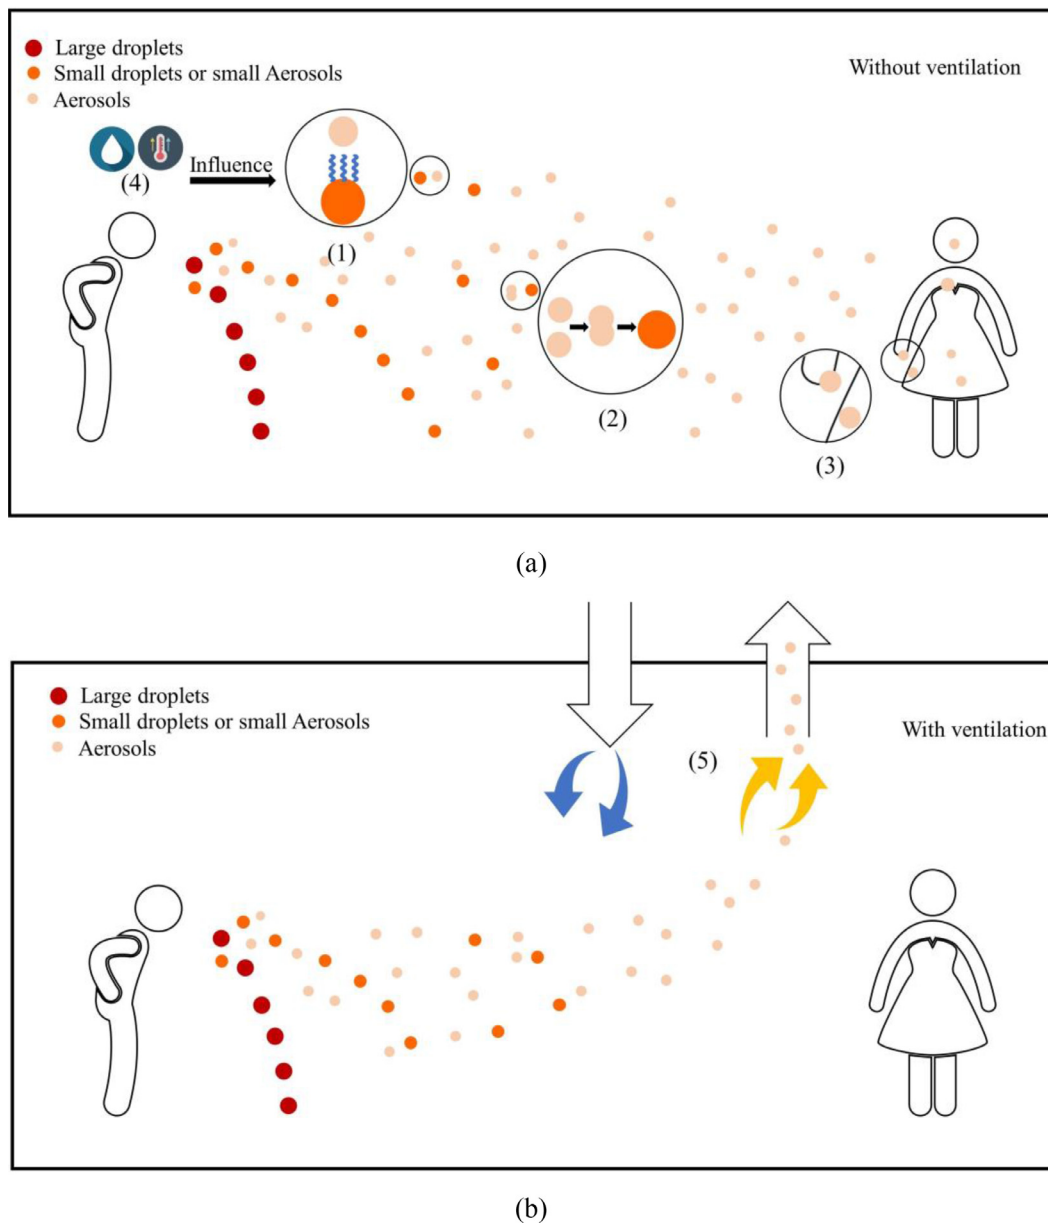 Large droplets
Small droplets or small Aerosols
Aerosols
Without ventilation
(4)
Influence
(1)
(2)
(3)
(a)
Large droplets
Small droplets or small Aerosols
Aerosols
With ventilation
(5)
(b)